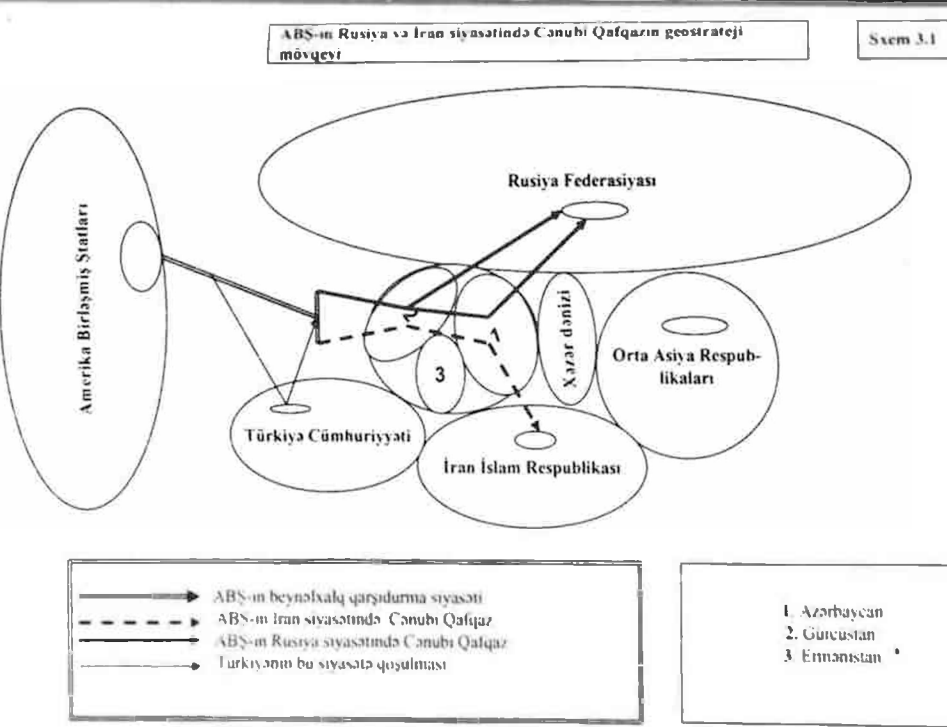 ABŞ-ın Rusiya və İran siyasətində Cənubi Qafqazın geostrateji
mövqeyi
Sxem 3.1
Amerika Birləşmiş Ştatları
Rusiya Federasiyası
2
1
3
Xəzər dənizi
Orta Asiya Respub-
likaları
Türkiyə Cümhuriyyəti
İran İslam Respublikası
ABŞ-ın beynəlxalq qarşıdurma siyasəti
ABŞ-ın İran siyasətində Cənubi Qafqaz
ABŞ-ın Rusiya siyasətində Cənubi Qafqaz
Türkiyənin bu siyasətə qoşulması
1. Azərbaycan
2. Gürcüstan
3. Ermənistan